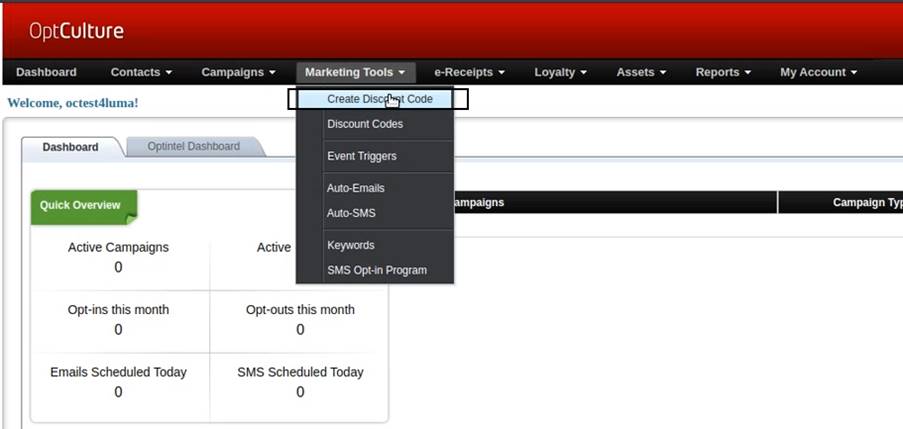 OptCulture
Dashboard Contacts Campaigns Marketing Tools e-Receipts Loyalty Assets Reports My Account
Welcome, octest4luma!
Create Discount Code
Discount Codes
Event Triggers
Auto-Emails
Auto-SMS
Keywords
SMS Opt-in Program
Dashboard Optintel Dashboard
Quick Overview
Active Campaigns
0
Active
Opt-ins this month
0
Opt-outs this month
0
Emails Scheduled Today
0
SMS Scheduled Today
0
ampaigns
Campaign Typ